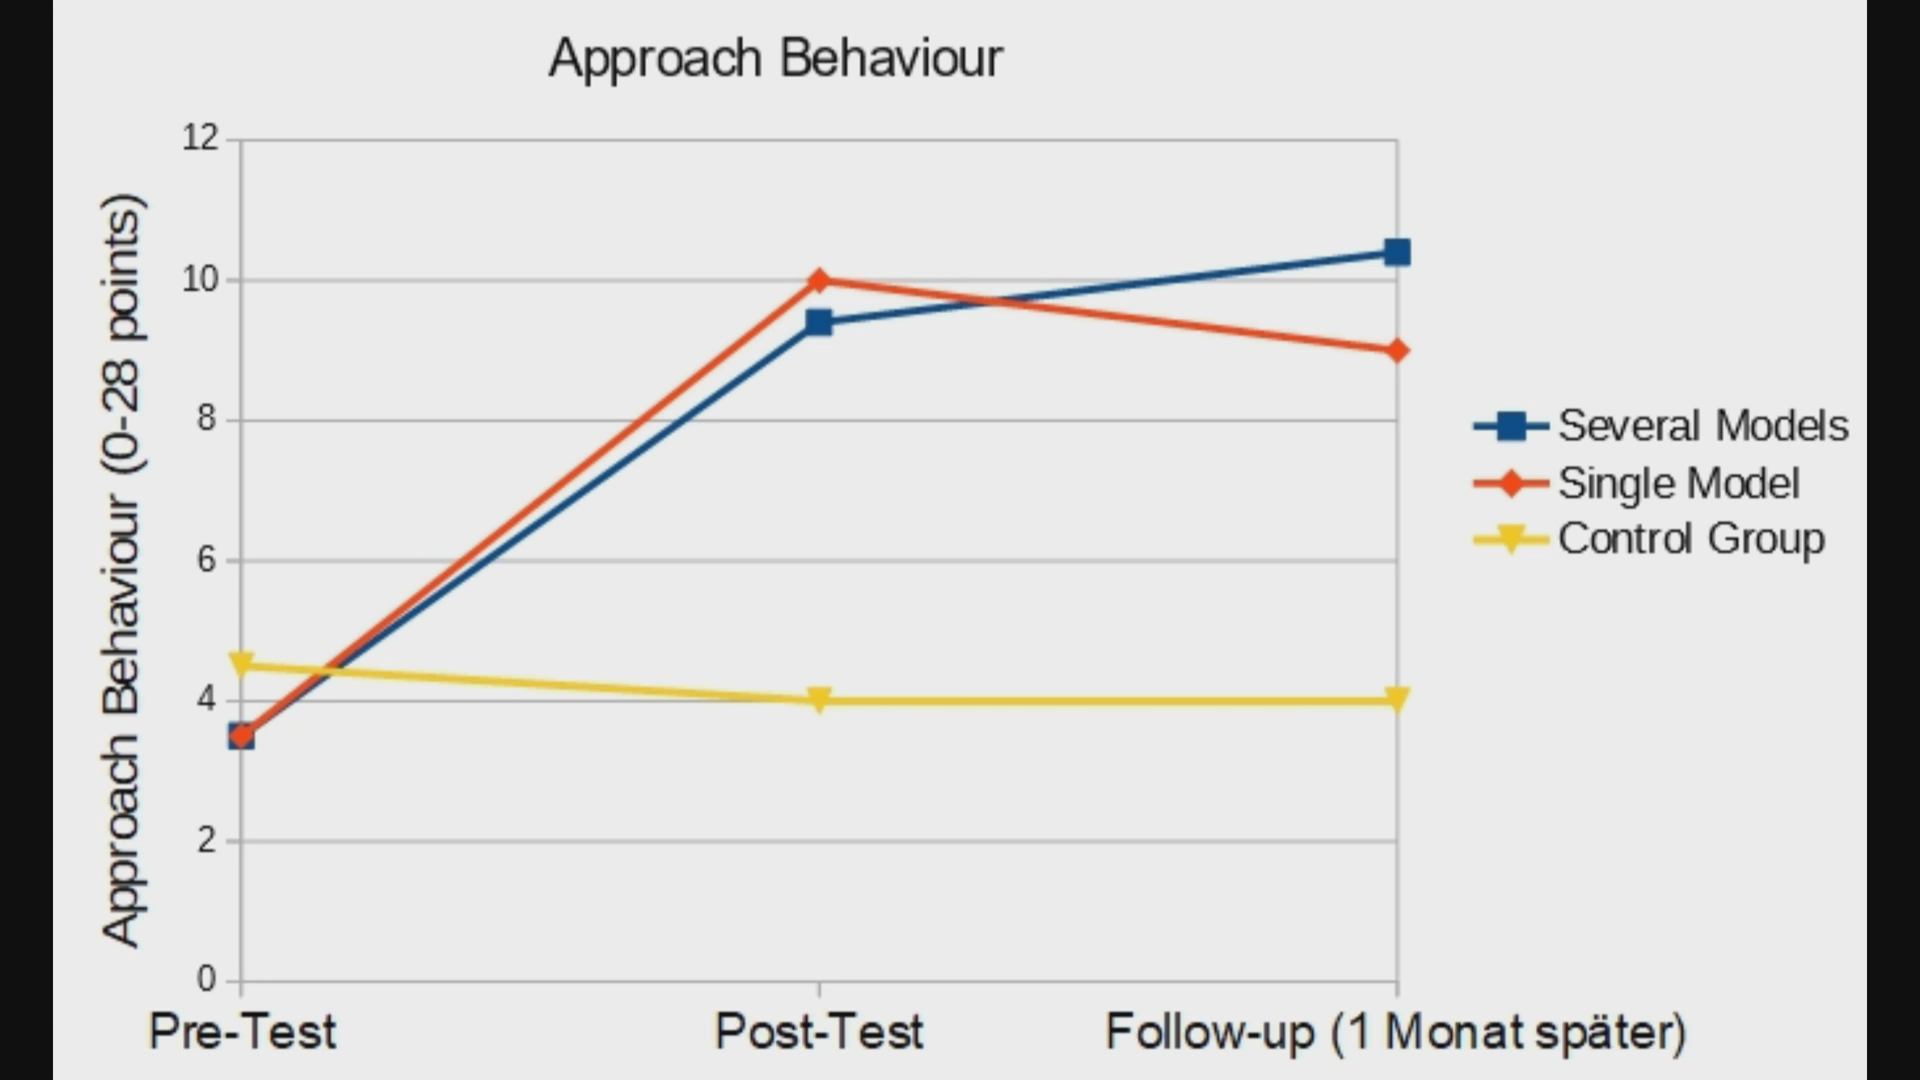 Approach Behaviour
Approach Behaviour (0-28 points)
12
10
8
6
4
2
0
Pre-Test
Post-Test
Follow-up (1 Monat später)
Several Models
Single Model
Control Group